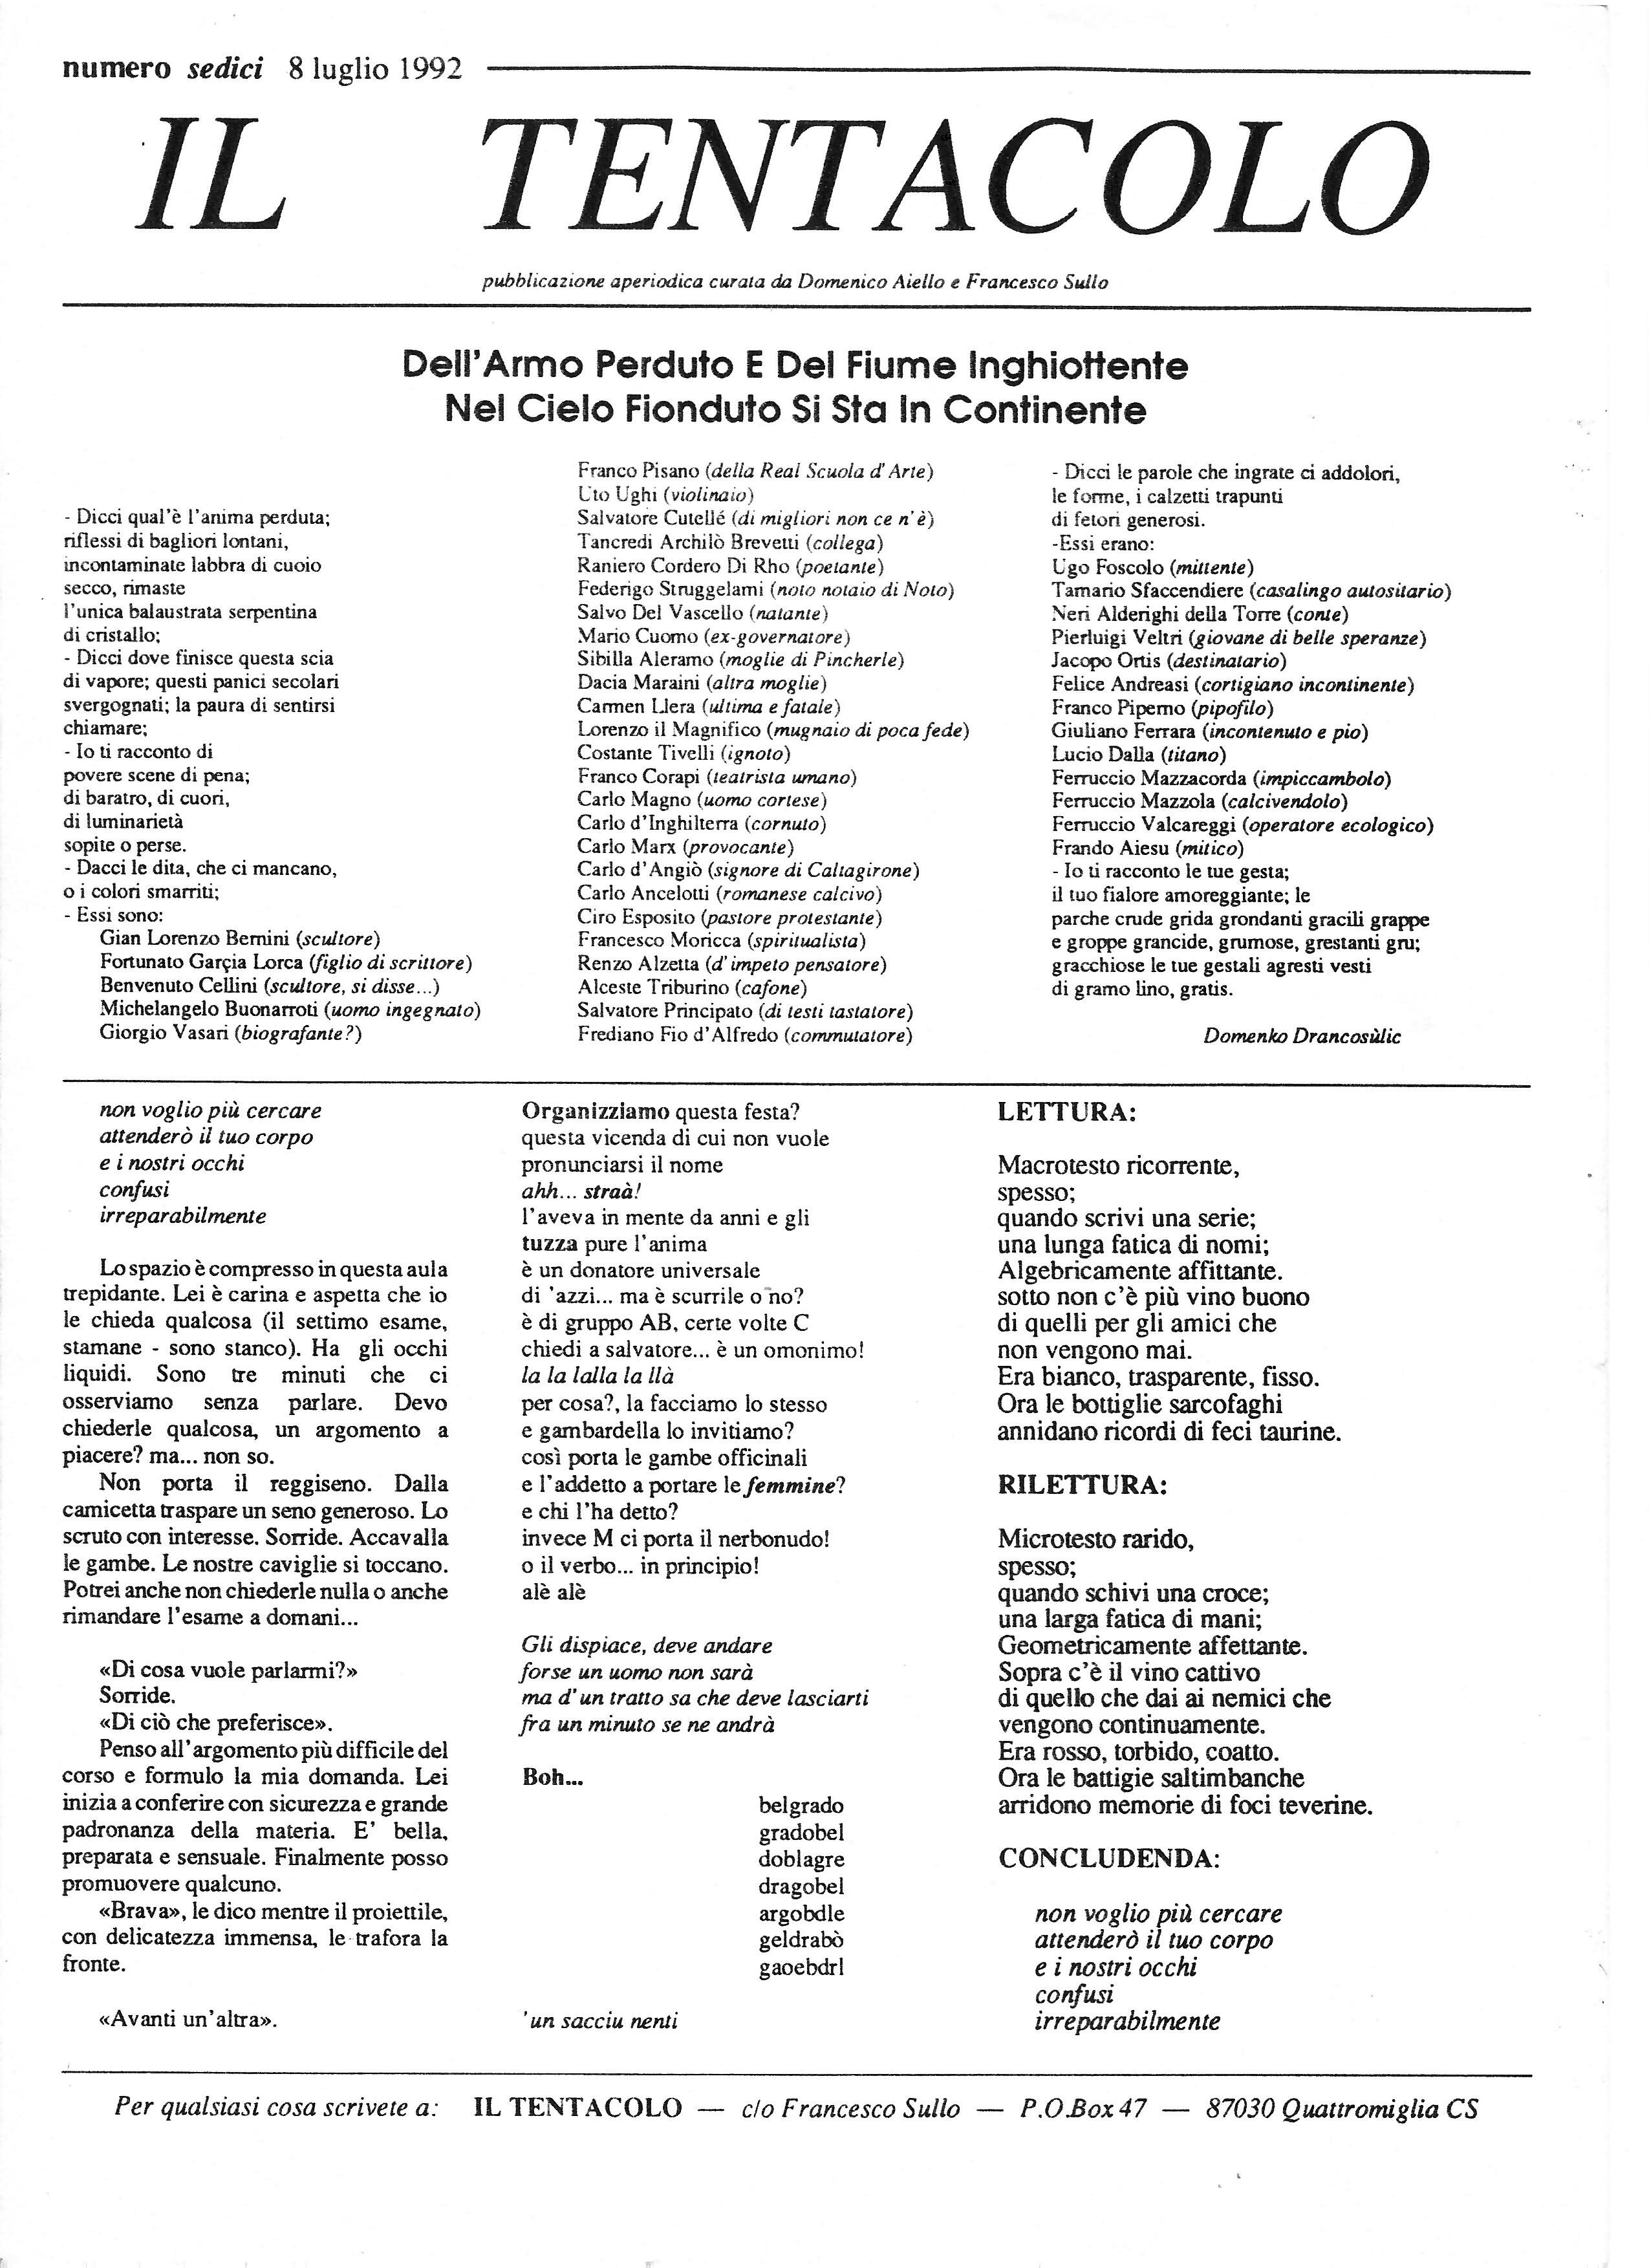 numero sedici 8 luglio 1992
IL TENTACOLO
pubblicazione aperiodica curata da Domenico Aiello e Francesco Sullo
Dell'Armo Perduto E Del Fiume Inghiottente
Nel Cielo Fionduto Si Sta In Continente
- Dicci qual'è l'anima perduta;
riflessi di bagliori lontani,
incontaminate labbra di cuoio
secco, rimaste
l'unica balaustrata serpentina
di cristallo;
- Dicci dove finisce questa scia
di vapore; questi panici secolari
svergognati; la paura di sentirsi
chiamare;
- Io ti racconto di
povere scene di pena;
di baratro, di cuori,
di luminarietà
sopite o perse.
- Dacci le dita, che ci mancano,
o i colori smarriti;
- Essi sono:
Gian Lorenzo Bernini (scultore)
Fortunato Garçia Lorca (figlio di scrittore)
Benvenuto Cellini (scultore, si disse...)
Michelangelo Buonarroti (uomo ingegnato)
Giorgio Vasari (biografante?)
Franco Pisano (della Real Scuola d'Arte)
Uto Ughi (violinaio)
Salvatore Cutellé (di migliori non ce n'è)
Tancredi Archilò Brevetti (collega)
Raniero Cordero Di Rho (poetante)
Federigo Struggelami (noto notaio di Noto)
Salvo Del Vascello (natante)
Mario Cuomo (ex-governatore)
Sibilla Aleramo (moglie di Pincherle)
Dacia Maraini (altra moglie)
Carmen Llera (ultima e fatale)
Lorenzo il Magnifico (mugnaio di poca fede)
Costante Tivelli (ignoto)
Franco Corapi (teatrista umano)
Carlo Magno (uomo cortese)
Carlo d'Inghilterra (cornuto)
Carlo Marx (provocante)
Carlo d'Angiò (signore di Caltagirone)
Carlo Ancelotti (romanese calcivo)
Ciro Esposito (pastore protestante)
Francesco Moricca (spiritualista)
Renzo Alzetta (d'impeto pensatore)
Alceste Triburino (cafone)
Salvatore Principato (di testi tastatore)
Frediano Fio d'Alfredo (commutatore)
- Dicci le parole che ingrate ci addolori,
le forme, i calzetti trapunti
di fetori generosi.
-Essi erano:
Ugo Foscolo (mittente)
Tamario Sfaccendiere (casalingo autositario)
Neri Alderighi della Torre (conte)
Pierluigi Veltri (giovane di belle speranze)
Jacopo Ortis (destinatario)
Felice Andreasi (cortigiano incontinente)
Franco Piperno (pipofilo)
Giuliano Ferrara (incontenuto e pio)
Lucio Dalla (titano)
Ferruccio Mazzacorda (impiccambolo)
Ferruccio Mazzola (calcivendolo)
Ferruccio Valcareggi (operatore ecologico)
Frando Aiesu (mitico)
- Io ti racconto le tue gesta;
il tuo fialore amoreggiante; le
parche crude grida grondanti gracili grappe
e groppe grancide, grumose, grestanti gru;
gracchiose le tue gestali agresti vesti
di gramo lino, gratis.
Domenko Drancosùlic
non voglio più cercare
attenderò il tuo corpo
e i nostri occhi
confusi
irreparabilmente
Lo spazio è compresso in questa aula
trepidante. Lei è carina e aspetta che io
le chieda qualcosa (il settimo esame,
stamane - sono stanco). Ha gli occhi
liquidi. Sono tre minuti che ci
osserviamo senza parlare. Devo
chiederle qualcosa, un argomento a
piacere? ma... non so.
Non porta il reggiseno. Dalla
camicetta traspare un seno generoso. Lo
scruto con interesse. Sorride. Accavalla
le gambe. Le nostre caviglie si toccano.
Potrei anche non chiederle nulla o anche
rimandare l'esame a domani...
«Di cosa vuole parlarmi?»
Sorride.
«Di ciò che preferisce».
Penso all'argomento più difficile del
corso e formulo la mia domanda. Lei
inizia a conferire con sicurezza e grande
padronanza della materia. E' bella,
preparata e sensuale. Finalmente posso
promuovere qualcuno.
«Brava», le dico mentre il proiettile,
con delicatezza immensa, le trafora la
fronte.
«Avanti un'altra».
Organizziamo questa festa?
questa vicenda di cui non vuole
pronunciarsi il nome
ahh... straà!
l'aveva in mente da anni e gli
tuzza pure l'anima
è un donatore universale
di 'azzi... ma è scurrile o no?
è di gruppo AB, certe volte C
chiedi a salvatore... è un omonimo!
la la lalla la llà
per cosa?, la facciamo lo stesso
e gambardella lo invitiamo?
così porta le gambe officinali
e l'addetto a portare le femmine?
e chi l'ha detto?
invece M ci porta il nerbonudo!
o il verbo... in principio!
alè alè
Gli dispiace, deve andare
forse un uomo non sarà
ma d'un tratto sa che deve lasciarti
fra un minuto se ne andrà
Boh...
belgrado
gradobel
doblagre
dragobel
argobdle
geldrabò
gaoebdrl
'un sacciu nenti
LETTURA:
Macrotesto ricorrente,
spesso;
quando scrivi una serie;
una lunga fatica di nomi;
Algebricamente affittante.
sotto non c'è più vino buono
di quelli per gli amici che
non vengono mai.
Era bianco, trasparente, fisso.
Ora le bottiglie sarcofaghi
annidano ricordi di feci taurine.
RILETTURA:
Microtesto rarido,
spesso;
quando schivi una croce;
una larga fatica di mani;
Geometricamente affettante.
Sopra c'è il vino cattivo
di quello che dai ai nemici che
vengono continuamente.
Era rosso, torbido, coatto.
Ora le battigie saltimbanche
arridono memorie di foci teverine.
CONCLUDENDA:
non voglio più cercare
attenderò il tuo corpo
e i nostri occhi
confusi
irreparabilmente
Per qualsiasi cosa scrivete a: IL TENTACOLO — c/o Francesco Sullo — P.O.Box 47 — 87030 Quattromiglia CS